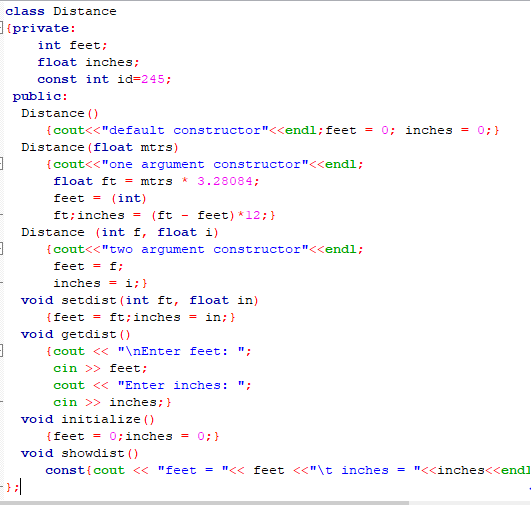 class Distance
{private:
    int feet;
    float inches;
    const int id=245;
 public:
  Distance()
     {cout<<"default constructor"<<endl;feet = 0; inches = 0;}
  Distance(float mtrs)
     {cout<<"one argument constructor"<<endl;
      float ft = mtrs * 3.28084;
      feet = (int)
      ft;inches = (ft - feet)*12;}
  Distance (int f, float i)
     {cout<<"two argument constructor"<<endl;
      feet = f;
      inches = i;}
  void setdist(int ft, float in)
     {feet = ft;inches = in;}
  void getdist()
     {cout << "\nEnter feet: ";
      cin >> feet;
      cout << "Enter inches: ";
      cin >> inches;}
  void initialize()
     {feet = 0;inches = 0;}
  void showdist()
     const{cout << "feet = "<< feet <<"\t inches = "<<inches<<endl
};